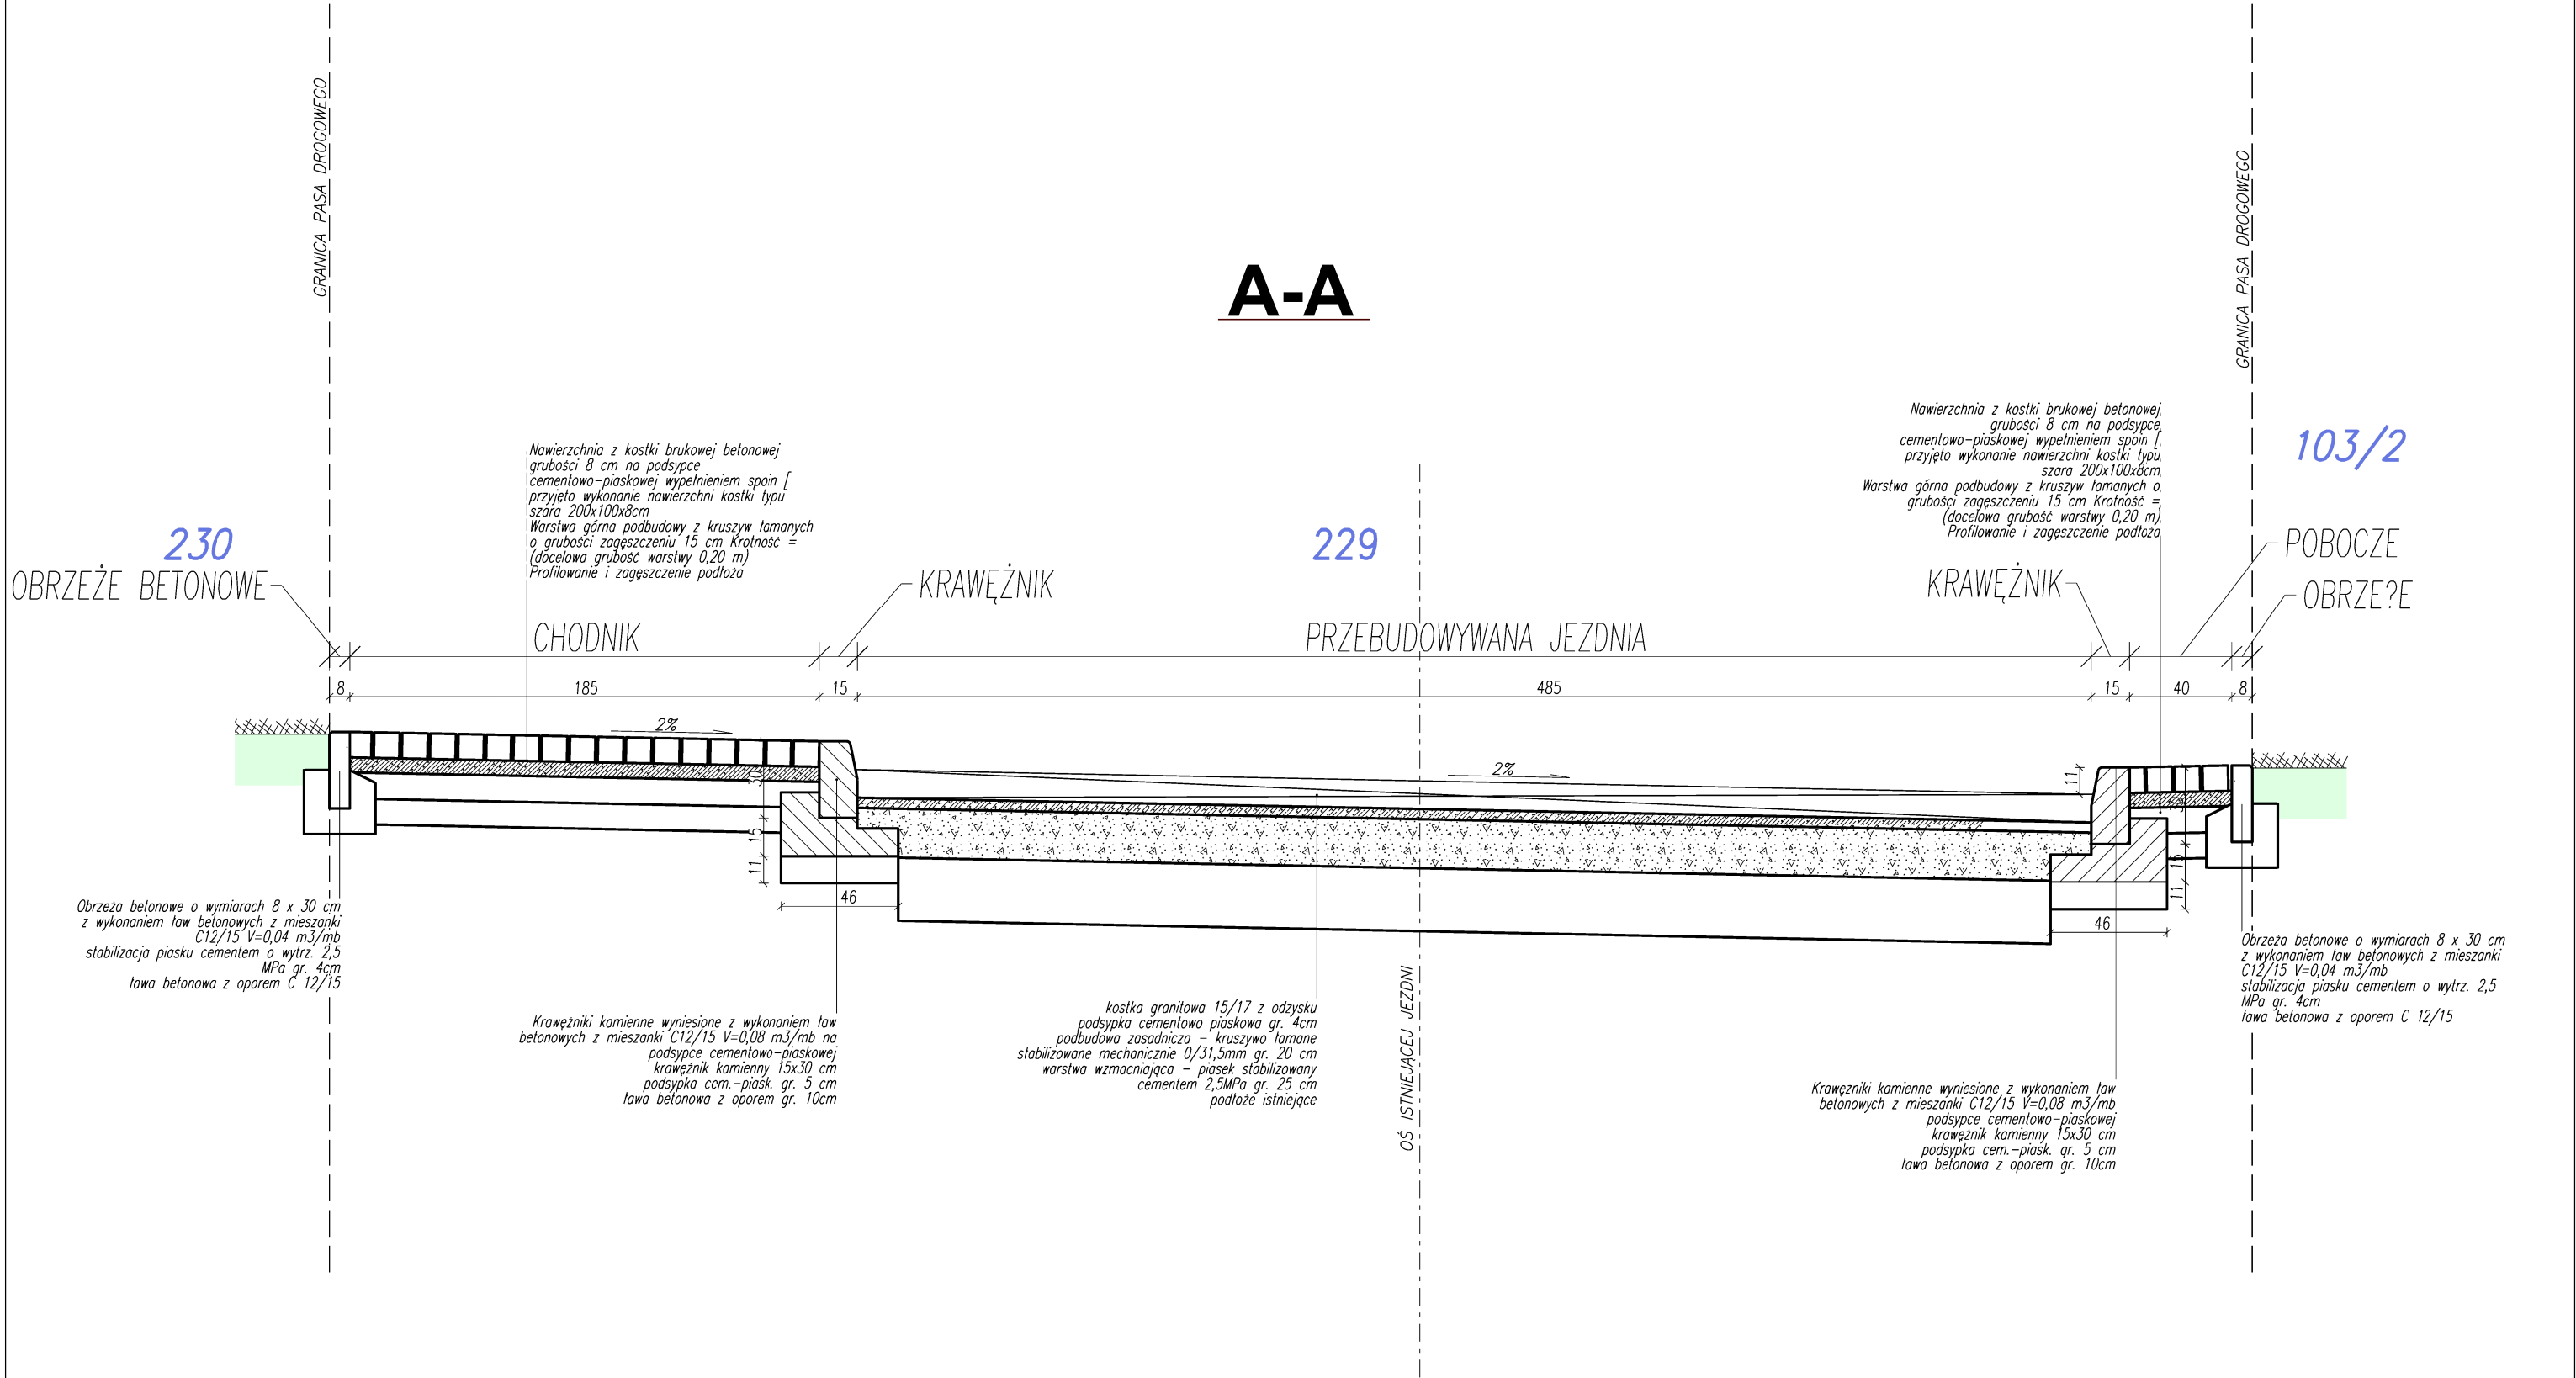 GRANICA PASA DROGOWEGO
GRANICA PASA DROGOWEGO
A-A
Nawierzchnia z kostki brukowej betonowej
grubości 8 cm na podsypce
cementowo-piaskowej wypełnieniem spoin [
przyjęto wykonanie nawierzchni kostki typu
szara 200x100x8cm
Warstwa górna podbudowy z kruszyw łamanych
o grubości zagęszczeniu 15 cm Krotność =
(docelowa grubość warstwy 0,20 m)
Profilowanie i zagęszczenie podłoża
Nawierzchnia z kostki brukowej betonowej
grubości 8 cm na podsypce
cementowo-piaskowej wypełnieniem spoin [
przyjęto wykonanie nawierzchni kostki typu
szara 200x100x8cm
Warstwa górna podbudowy z kruszyw łamanych o
grubości zagęszczeniu 15 cm Krotność =
(docelowa grubość warstwy 0,20 m)
Profilowanie i zagęszczenie podłoża
103/2
230
229
POBOCZE
OBRZEŻE BETONOWE
KRAWĘŻNIK
KRAWĘŻNIK
OBRZE?E
CHODNIK
PRZEBUDOWYWANA JEZDNIA
8
185
15
485
15
40
8
2%
2%
30
15
11
46
11
30
15
11
46
Obrzeża betonowe o wymiarach 8 x 30 cm
z wykonaniem ław betonowych z mieszanki
C12/15 V=0,04 m3/mb
stabilizacja piasku cementem o wytrz. 2,5
MPa gr. 4cm
ława betonowa z oporem C 12/15
Krawężniki kamienne wyniesione z wykonaniem ław
betonowych z mieszanki C12/15 V=0,08 m3/mb na
podsypce cementowo-piaskowej
krawężnik kamienny 15x30 cm
podsypka cem.-piask. gr. 5 cm
ława betonowa z oporem gr. 10cm
kostka granitowa 15/17 z odzysku
podsypka cementowo piaskowa gr. 4cm
podbudowa zasadnicza - kruszywo łamane
stabilizowane mechanicznie 0/31,5mm gr. 20 cm
warstwa wzmacniająca - piasek stabilizowany
cementem 2,5MPa gr. 25 cm
podłoże istniejące
OŚ ISTNIEJĄCEJ JEZDNI
Krawężniki kamienne wyniesione z wykonaniem ław
betonowych z mieszanki C12/15 V=0,08 m3/mb
podsypce cementowo-piaskowej
krawężnik kamienny 15x30 cm
podsypka cem.-piask. gr. 5 cm
ława betonowa z oporem gr. 10cm
Obrzeża betonowe o wymiarach 8 x 30 cm
z wykonaniem ław betonowych z mieszanki
C12/15 V=0,04 m3/mb
stabilizacja piasku cementem o wytrz. 2,5
MPa gr. 4cm
ława betonowa z oporem C 12/15